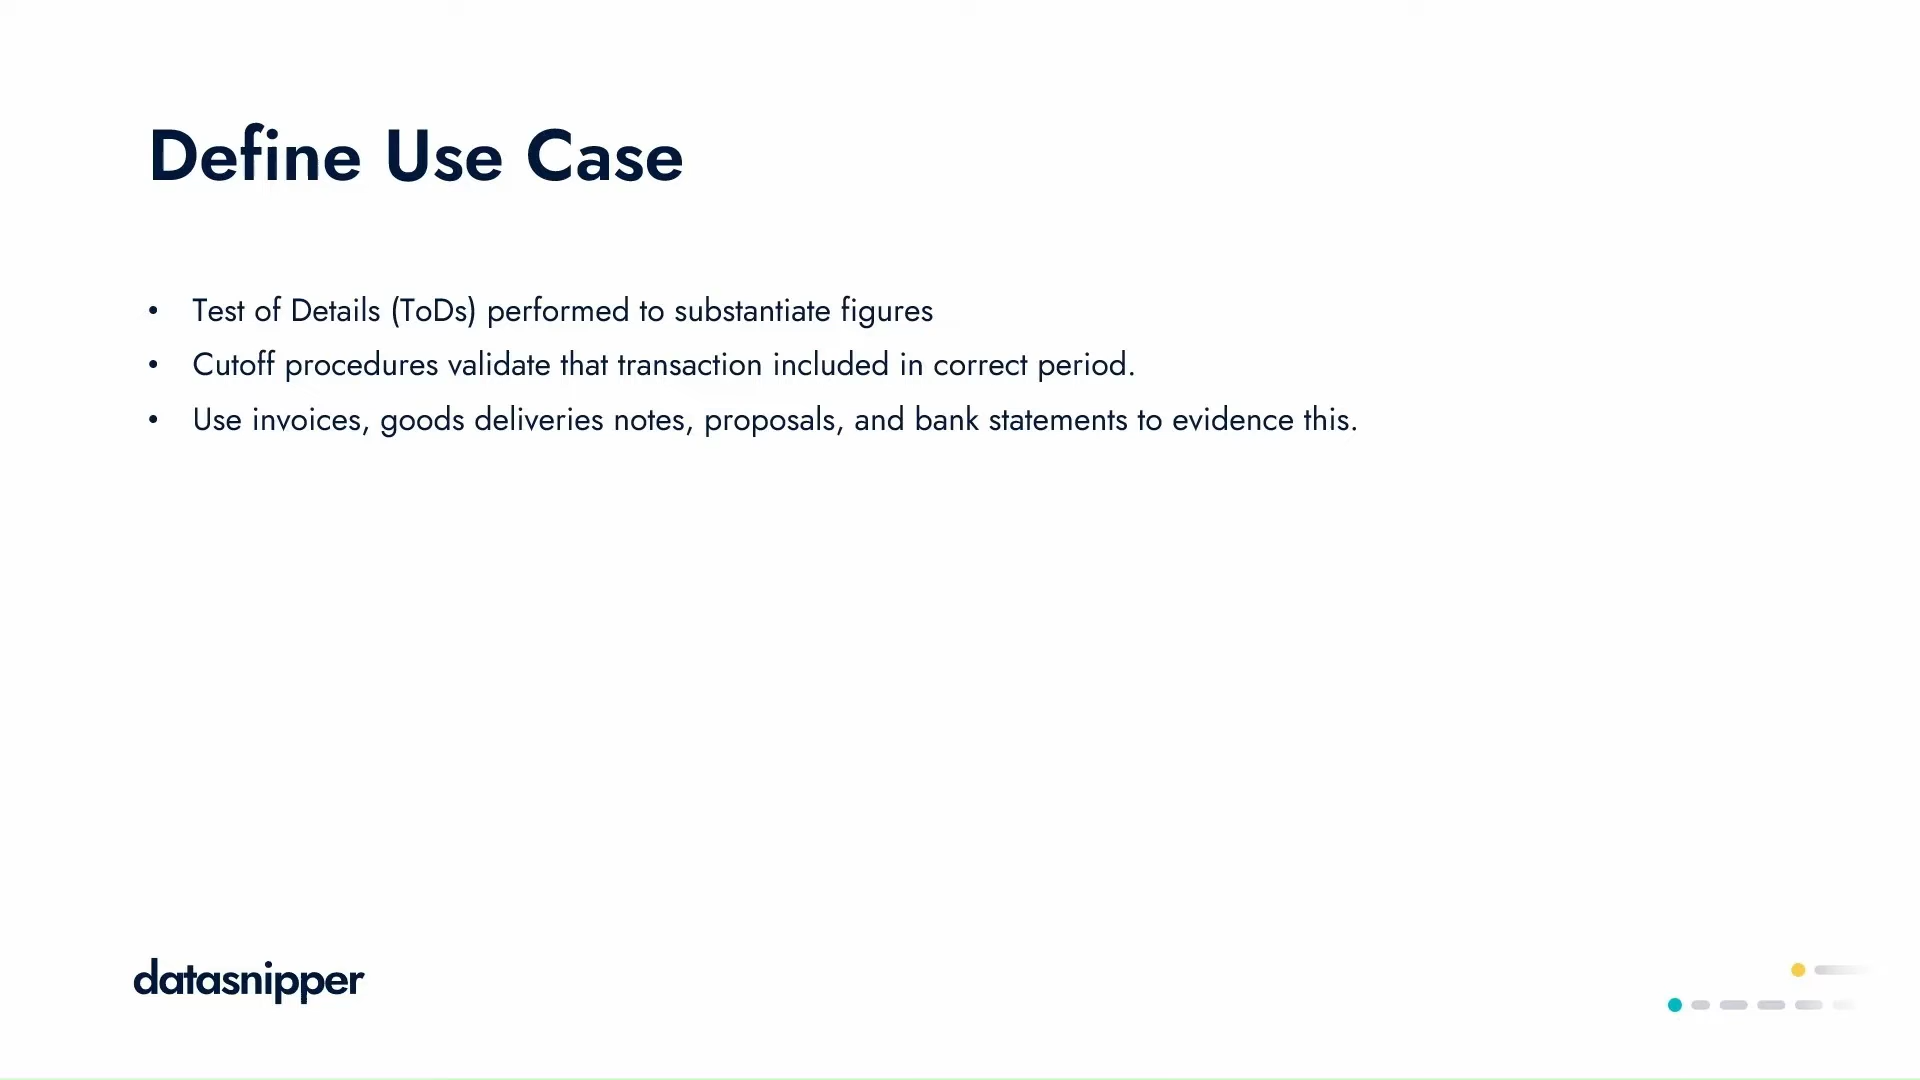 Define Use Case
• Test of Details (ToDs) performed to substantiate figures
• Cutoff procedures validate that transaction included in correct period.
• Use invoices, goods deliveries notes, proposals, and bank statements to evidence this.
datasnipper